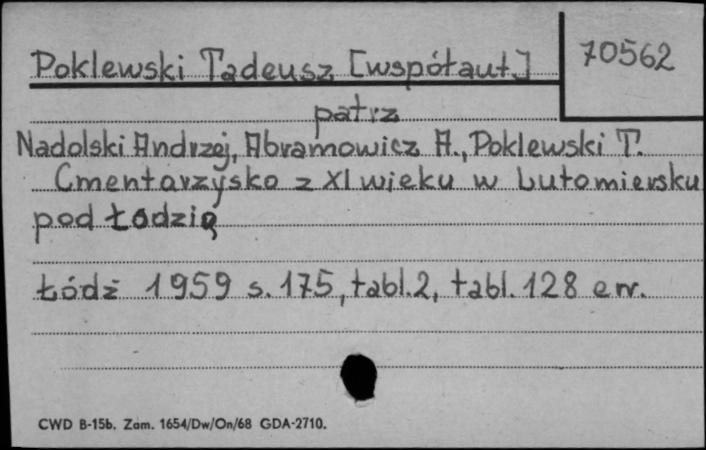 Poklewski Tadeusz [współaut.]
70562
patrz
Nadolski Andrzej, Abramowicz A., Poklewski T.
Cmentarzysko z XI wieku w Lutomiersku
pod Łodzią
Łódź 1959 s. 175, tabl. 2, tabl. 128 err.
CWD B-15b. Zam. 1654/Dw/On/68 GDA-2710.